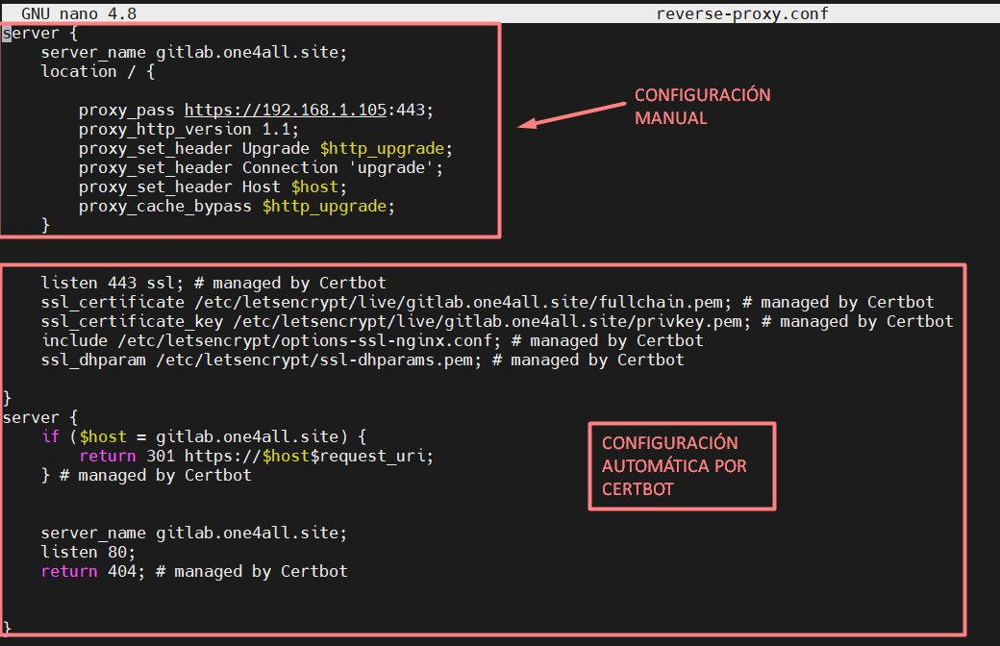 GNU nano 4.8 reverse-proxy.conf
server {
server_name gitlab.one4all.site;
location / {
proxy_pass https://192.168.1.105:443;
proxy_http_version 1.1;
proxy_set_header Upgrade $http_upgrade;
proxy_set_header Connection 'upgrade';
proxy_set_header Host $host;
proxy_cache_bypass $http_upgrade;
}
CONFIGURACIÓN
MANUAL
listen 443 ssl; # managed by Certbot
ssl_certificate /etc/letsencrypt/live/gitlab.one4all.site/fullchain.pem; # managed by Certbot
ssl_certificate_key /etc/letsencrypt/live/gitlab.one4all.site/privkey.pem; # managed by Certbot
include /etc/letsencrypt/options-ssl-nginx.conf; # managed by Certbot
ssl_dhparam /etc/letsencrypt/ssl-dhparams.pem; # managed by Certbot
}
server {
if ($host = gitlab.one4all.site) {
return 301 https://$host$request_uri;
} # managed by Certbot
server_name gitlab.one4all.site;
listen 80;
return 404; # managed by Certbot
}
CONFIGURACIÓN
AUTOMÁTICA POR
CERTBOT